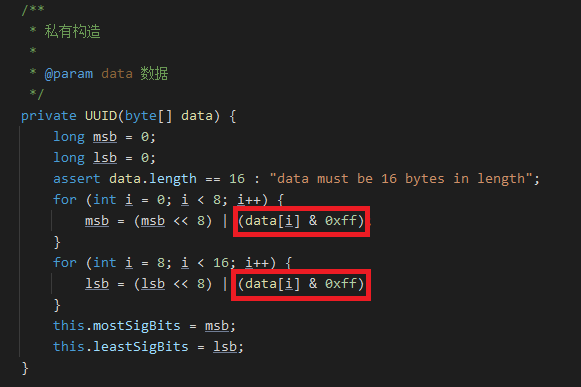 /**
* 私有构造
*
* @param data 数据
*/
private UUID(byte[] data) {
long msb = 0;
long lsb = 0;
assert data.length == 16 : "data must be 16 bytes in length";
for (int i = 0; i < 8; i++) {
msb = (msb << 8) | (data[i] & 0xff)
}
for (int i = 8; i < 16; i++) {
lsb = (lsb << 8) | (data[i] & 0xff)
}
this.mostSigBits = msb;
this.leastSigBits = lsb;
}